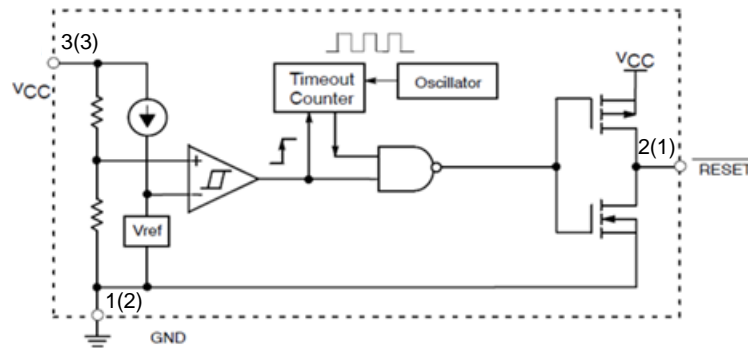 3(3)
VCC
Timeout
Counter
Oscillator
VCC
+
2(1)
RESET
−
Vref
1(2)
GND